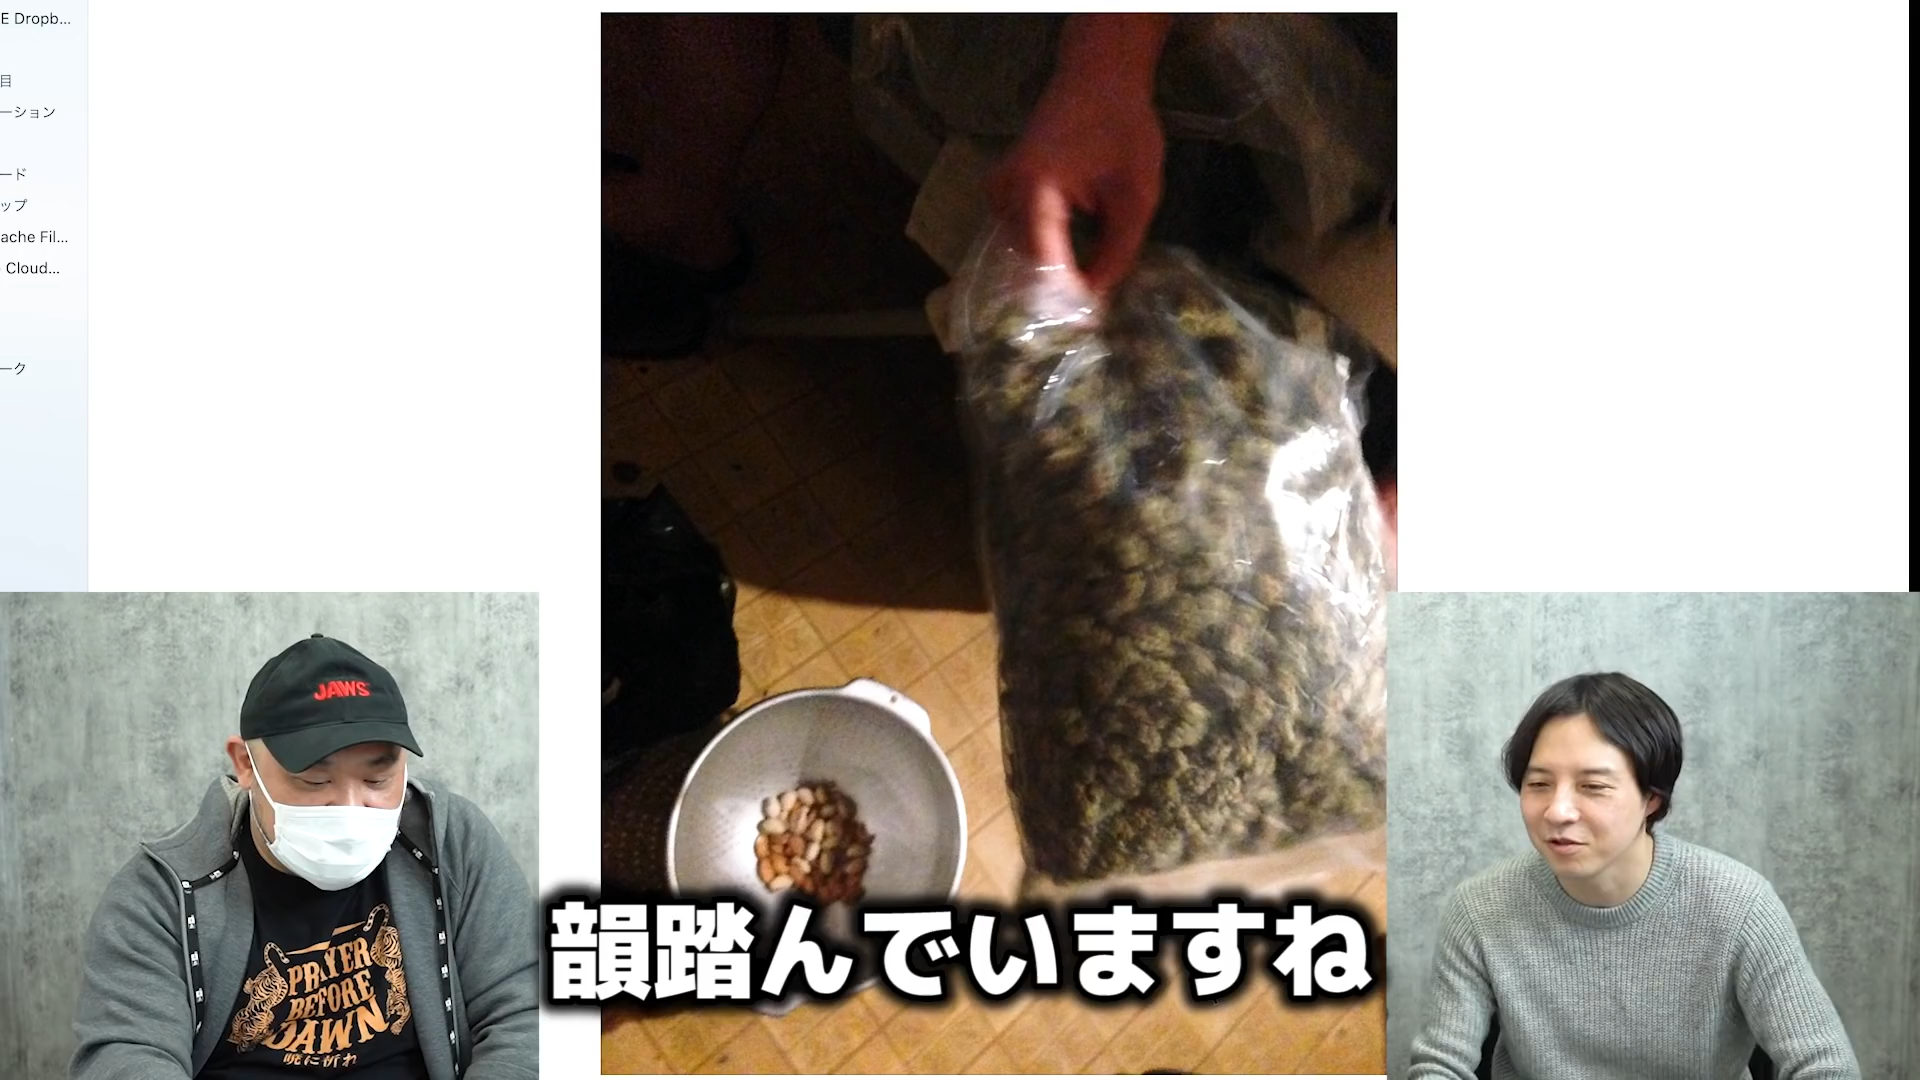 E Dropb...
目
ーション
ード
ップ
ache Fil...
Cloud...
ーク
JAWS
PRAYER
BEFORE
DAWN
暁に祈れ
韻踏んでいますね